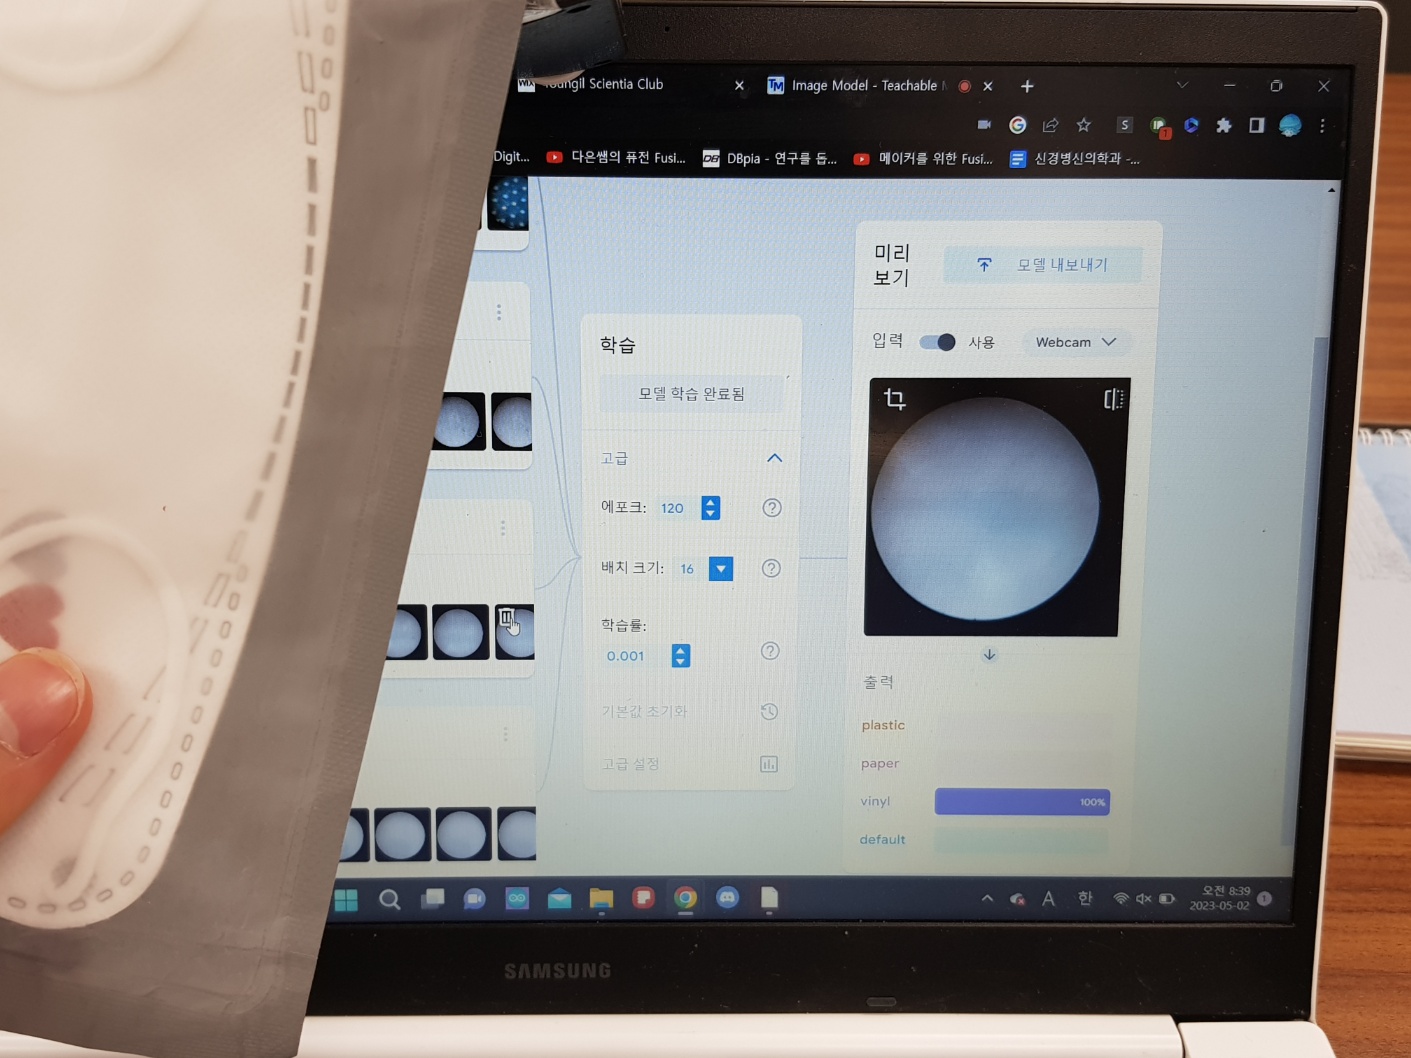 Youngil Scientia Club
Image Model - Teachable
Digit...
다은쌤의 퓨전 Fusi...
DBpia - 연구를 돕...
메이커를 위한 Fusi...
신경병신의학과 -...
미리
보기
모델 내보내기
입력
사용
Webcam
학습
모델 학습 완료됨
고급
에포크: 120
배치 크기: 16
학습률:
0.001
기본값 초기화
고급 설정
출력
plastic
paper
vinyl
100%
default
오전 8:39
2023-05-02
SAMSUNG